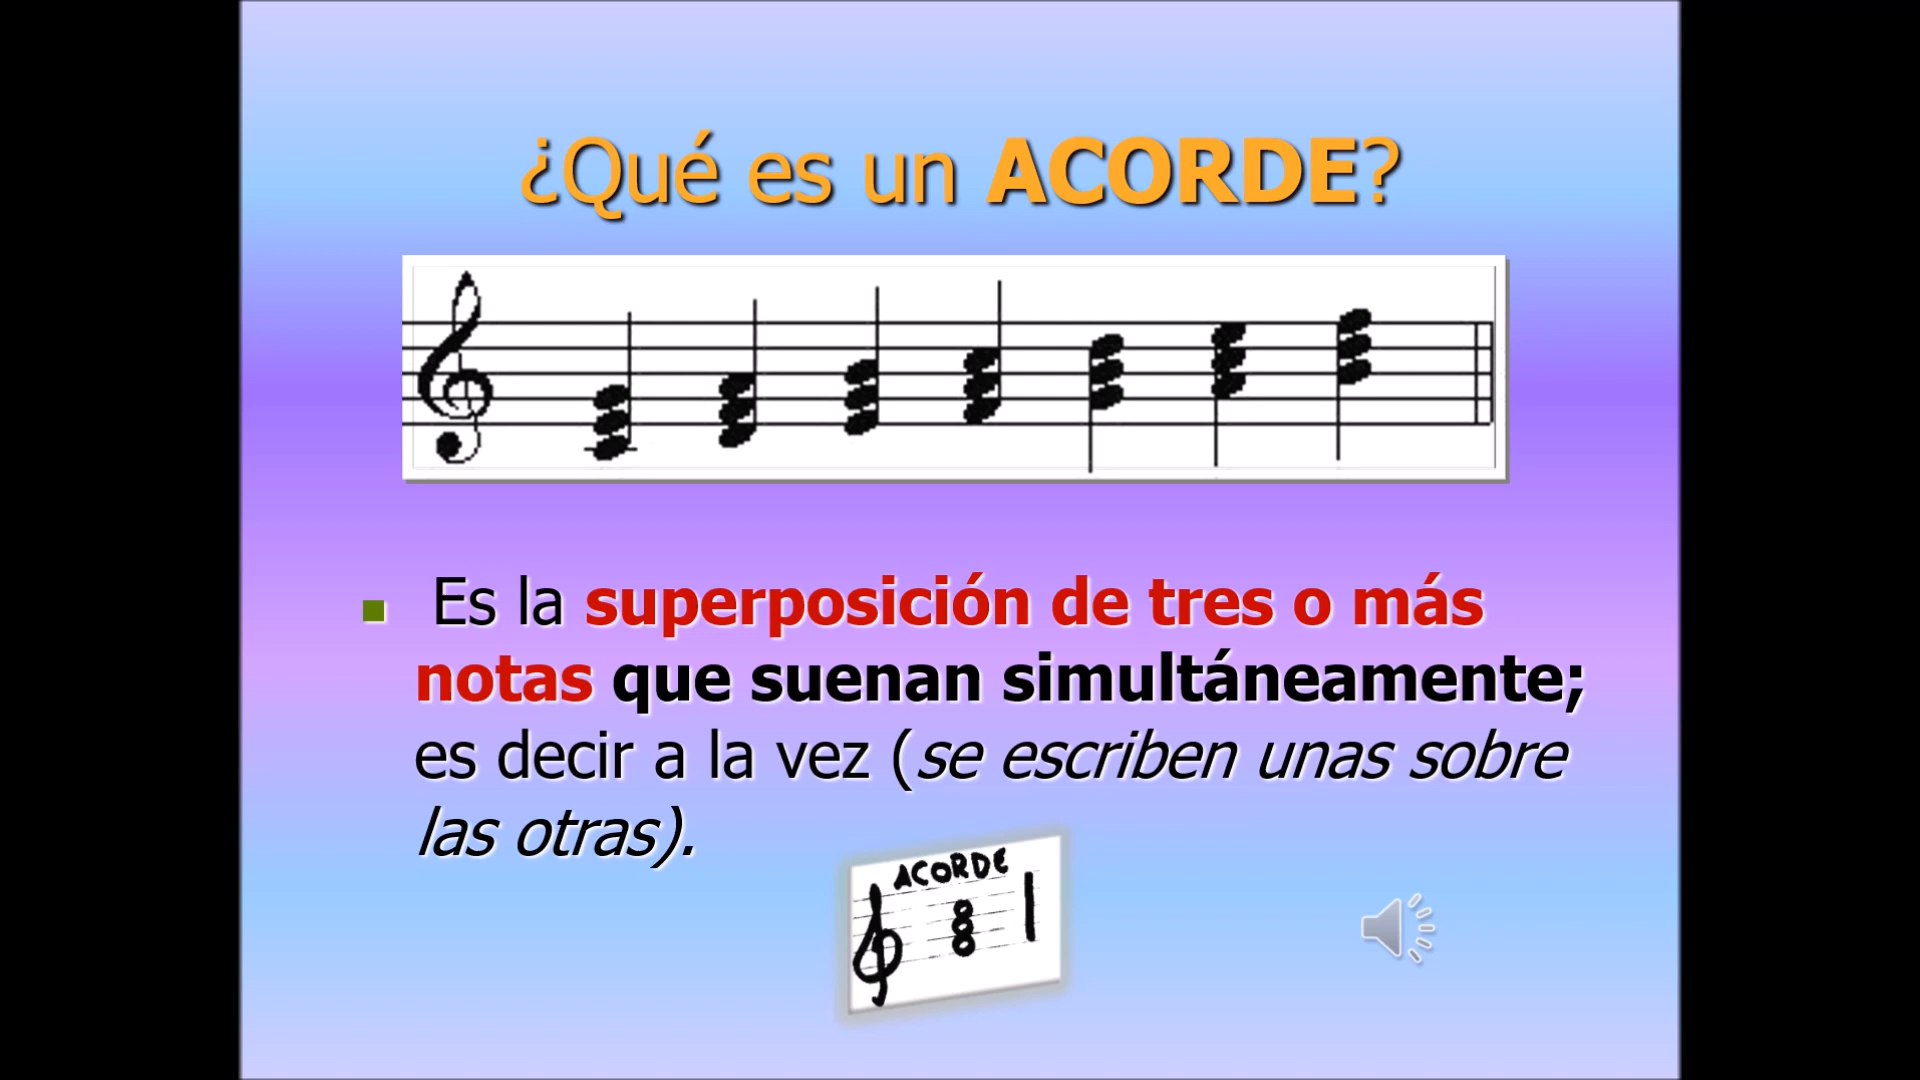 ¿Qué es un ACORDE?
Es la superposición de tres o más
notas que suenan simultáneamente;
es decir a la vez (se escriben unas sobre
las otras).
ACORDE